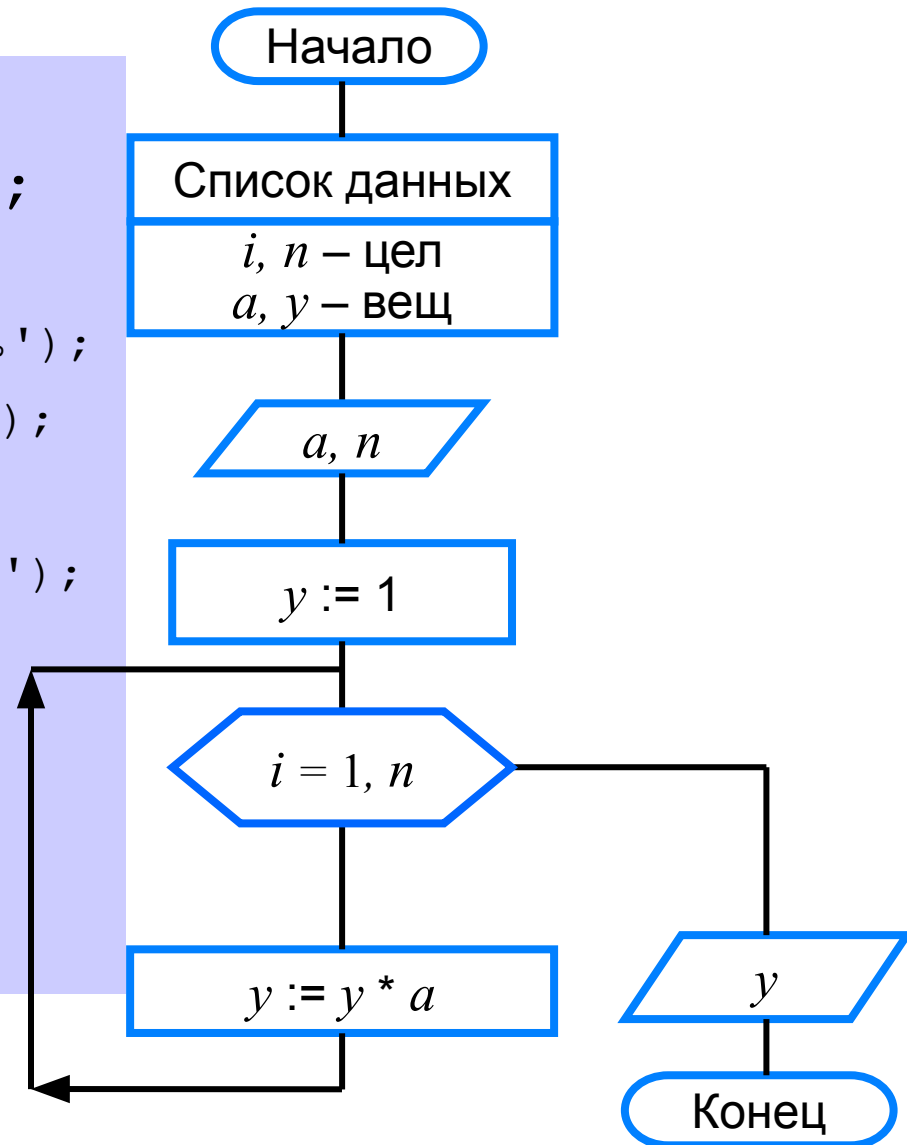 Начало
Список данных
;
i, n – цел
a, y – вещ
');
);
a, n
');
y := 1
i = 1, n
y := y * a
y
Конец